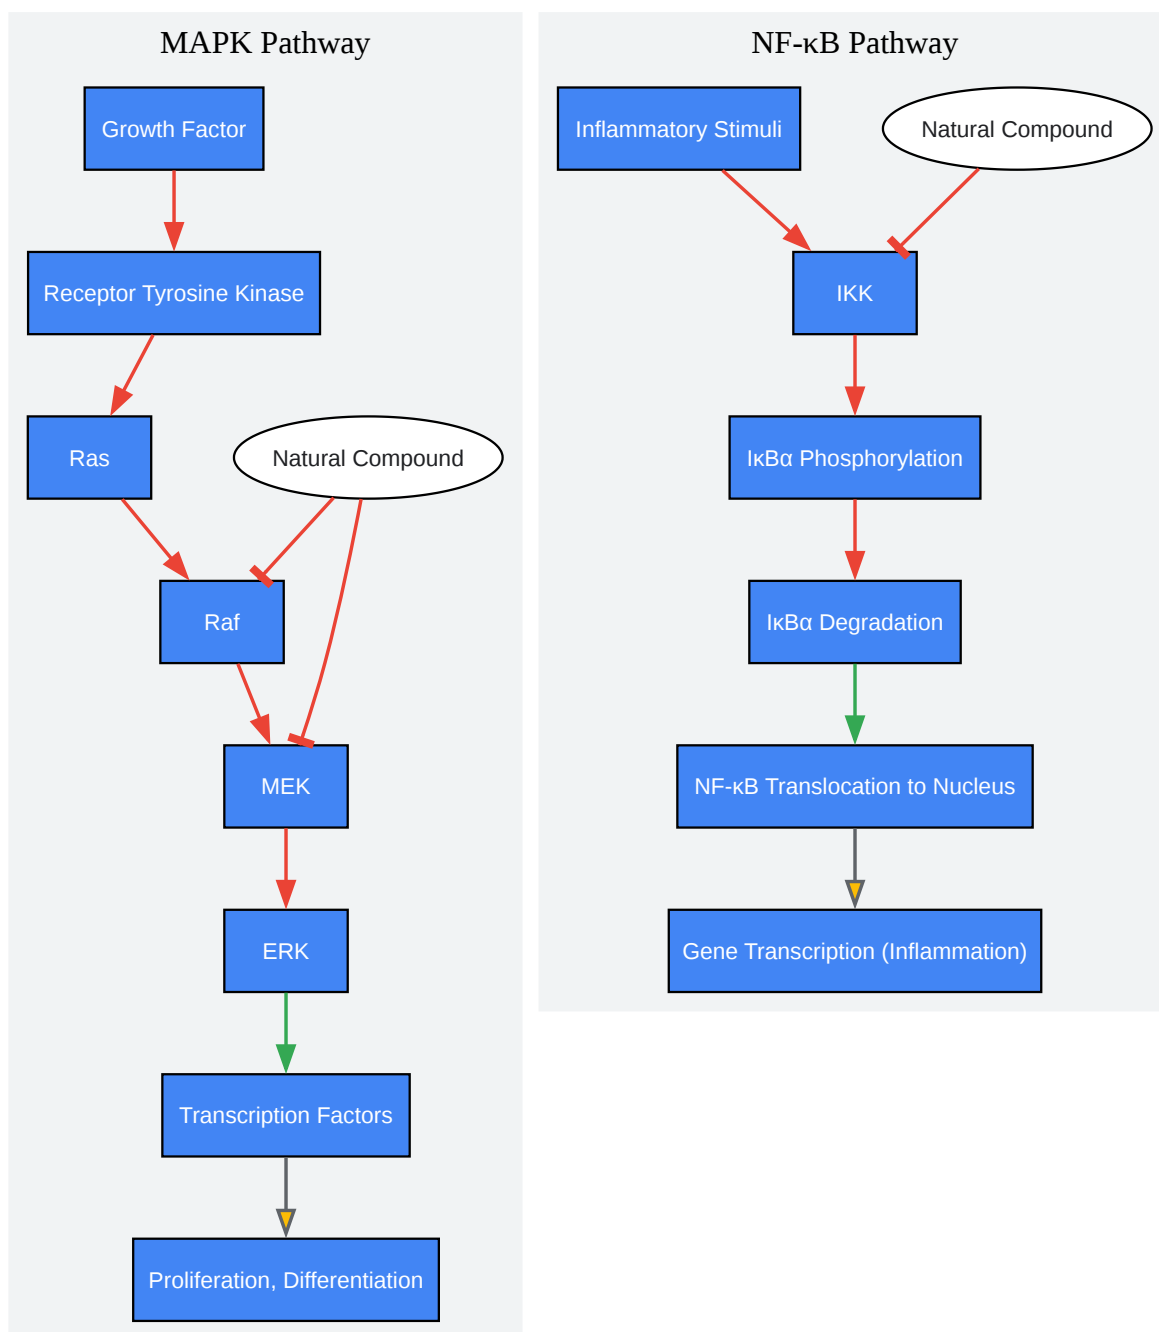 MAPK Pathway
Growth Factor
Receptor Tyrosine Kinase
Ras
Natural Compound
Raf
MEK
ERK
Transcription Factors
Proliferation, Differentiation
NF-κB Pathway
Inflammatory Stimuli
Natural Compound
IKK
IκBα Phosphorylation
IκBα Degradation
NF-κB Translocation to Nucleus
Gene Transcription (Inflammation)